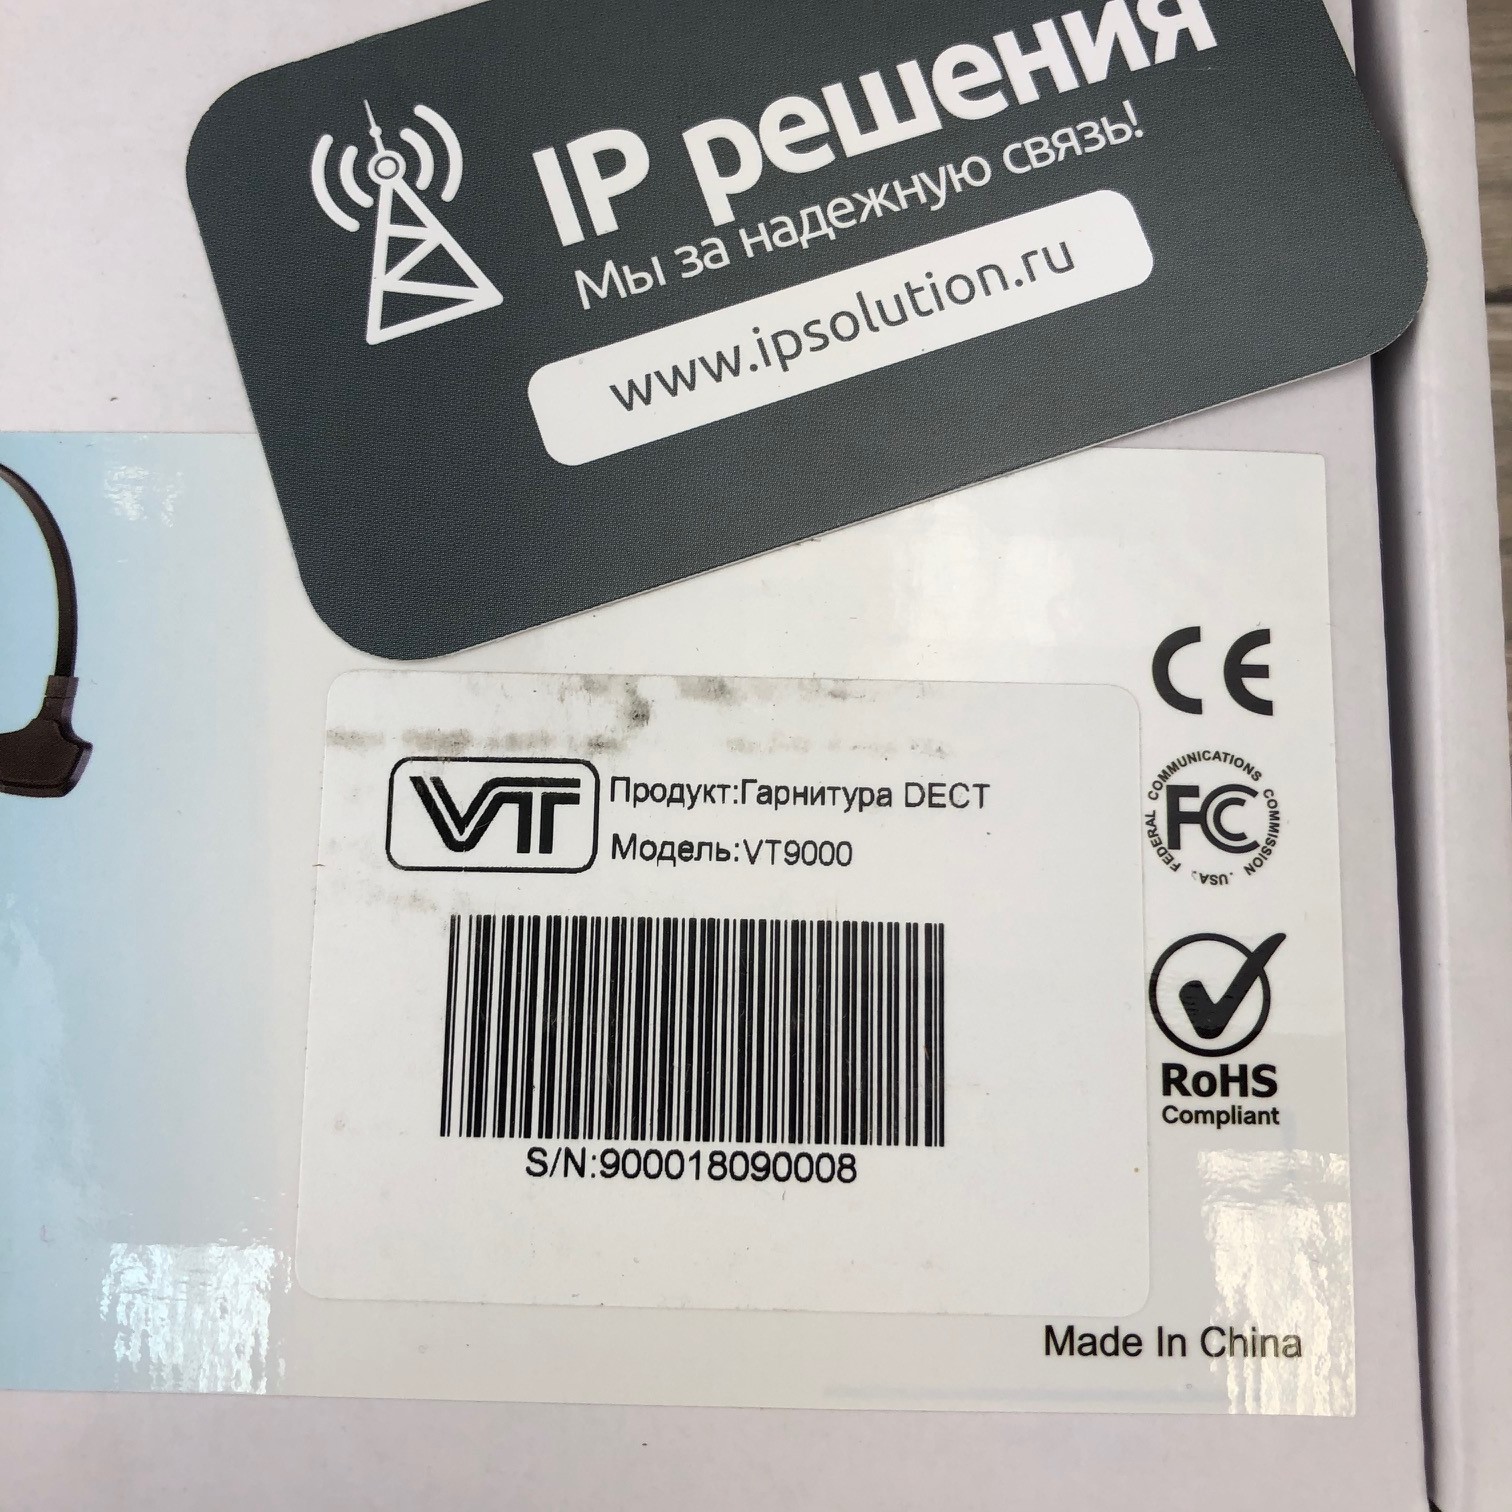 IP решения
Мы за надежную связь!
www.ipsolution.ru
CE
VT
Продукт:Гарнитура DECT
Модель:VT9000
FEDERAL COMMUNICATIONS COMMISSION .USA.
FC
RoHS
Compliant
S/N:900018090008
Made In China